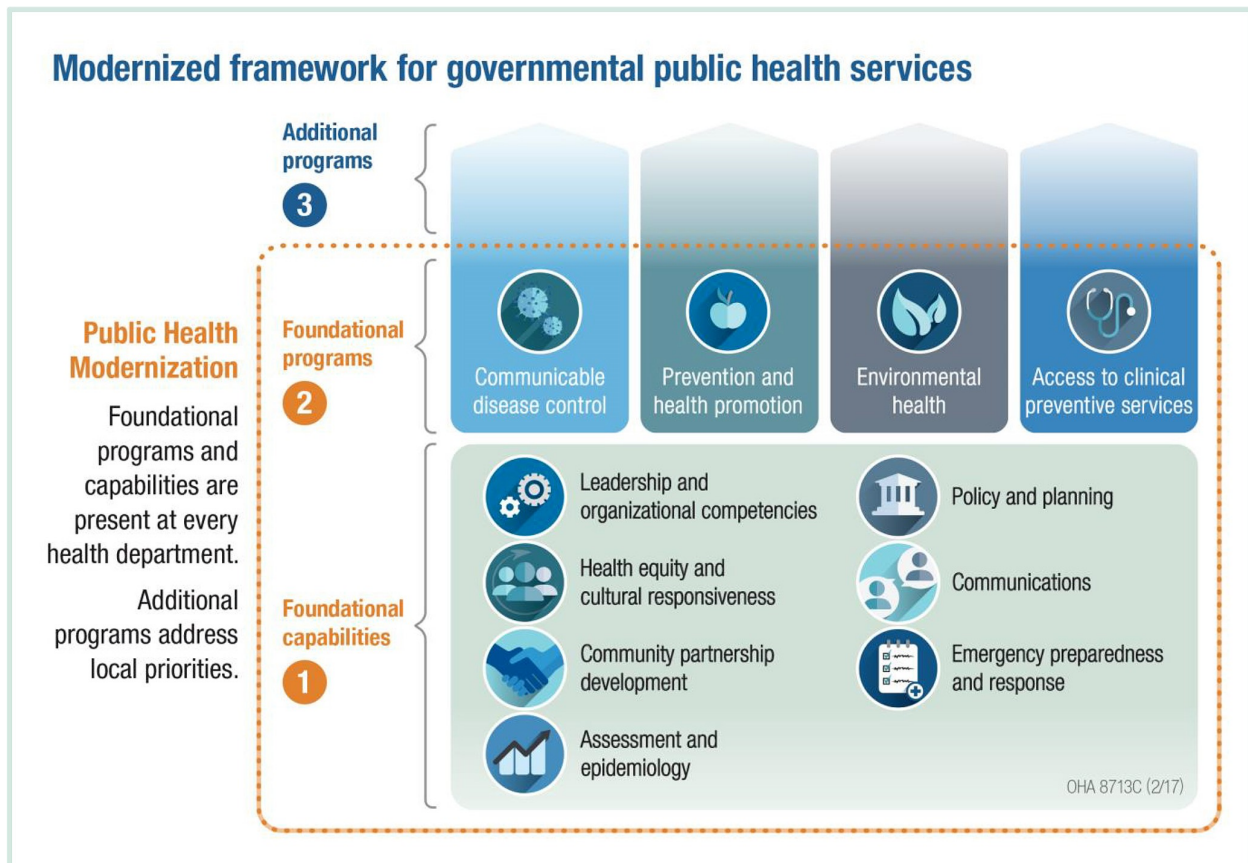 Modernized framework for governmental public health services
Additional
programs
3
Public Health
Modernization
Foundational
programs and
capabilities are
present at every
health department.
Additional
programs address
local priorities.
Foundational
programs
2
Communicable
disease control
Prevention and
health promotion
Environmental
health
Access to clinical
preventive services
Foundational
capabilities
1
Leadership and
organizational competencies
Health equity and
cultural responsiveness
Community partnership
development
Assessment and
epidemiology
Policy and planning
Communications
Emergency preparedness
and response
OHA 8713C (2/17)